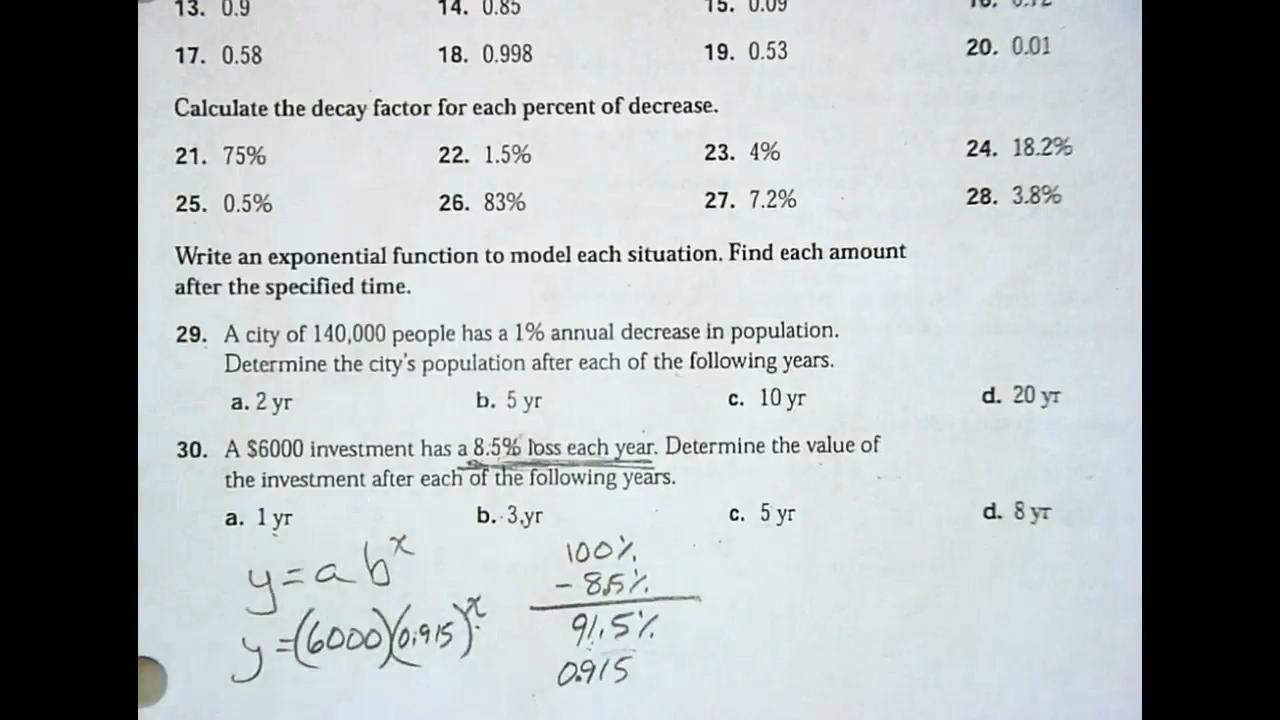 13. 0.9 14. 0.85 15. 0.09
17. 0.58 18. 0.998 19. 0.53 20. 0.01
Calculate the decay factor for each percent of decrease.
21. 75% 22. 1.5% 23. 4% 24. 18.2%
25. 0.5% 26. 83% 27. 7.2% 28. 3.8%
Write an exponential function to model each situation. Find each amount
after the specified time.
29. A city of 140,000 people has a 1% annual decrease in population.
Determine the city's population after each of the following years.
a. 2 yr b. 5 yr c. 10 yr d. 20 yr
30. A $6000 investment has a 8.5% loss each year. Determine the value of
the investment after each of the following years.
a. 1 yr b. 3 yr c. 5 yr d. 8 yr
y = a b^x
y = (6000)(0.915)^x
100%
- 8.5%
91.5%
0.915